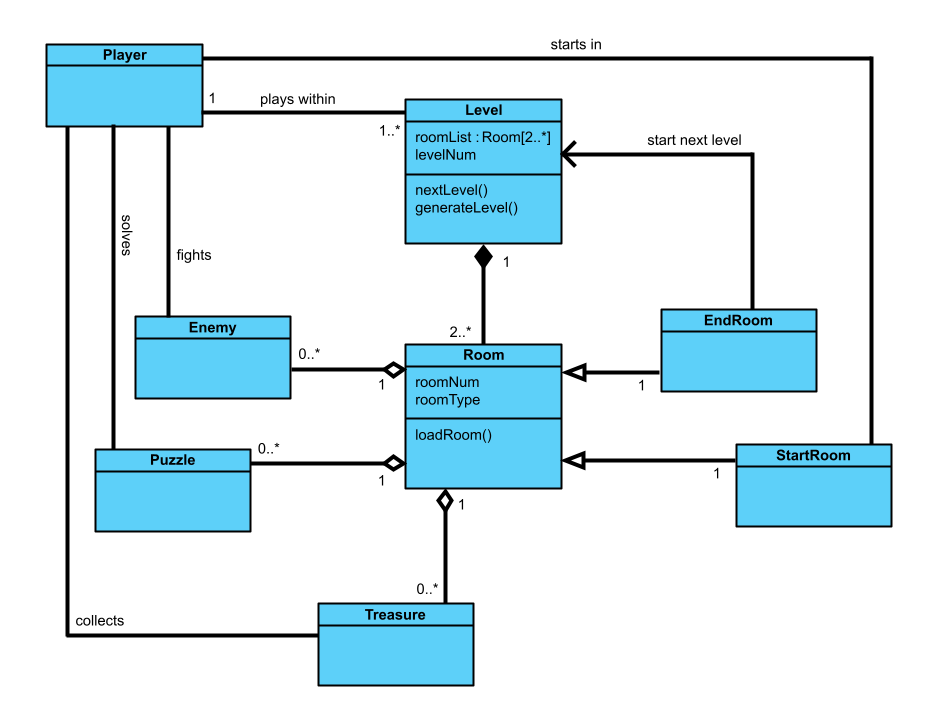 starts in
Player
1
plays within
Level
1..*
roomList : Room[2..*]
levelNum
start next level
nextLevel()
generateLevel()
solves
fights
1
EndRoom
Enemy
2..*
0..*
Room
1
1
roomNum
roomType
loadRoom()
0..*
Puzzle
1
StartRoom
1
1
0..*
Treasure
collects